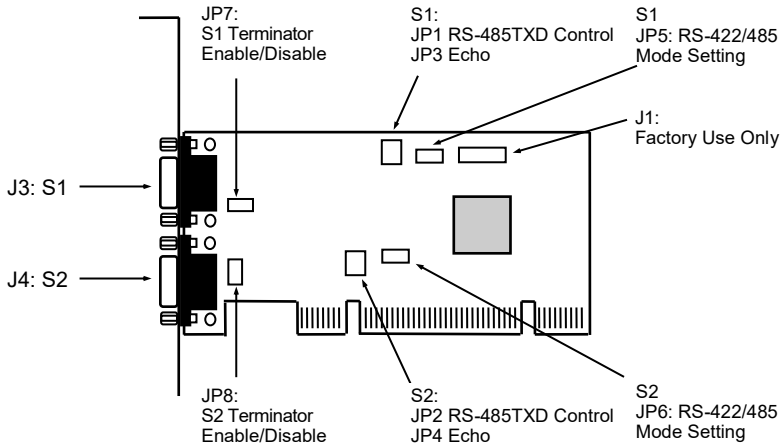 JP7:
S1 Terminator
Enable/Disable
S1:
JP1 RS-485TXD Control
JP3 Echo
S1
JP5: RS-422/485
Mode Setting
J1:
Factory Use Only
J3: S1
J4: S2
JP8:
S2 Terminator
Enable/Disable
S2:
JP2 RS-485TXD Control
JP4 Echo
S2
JP6: RS-422/485
Mode Setting